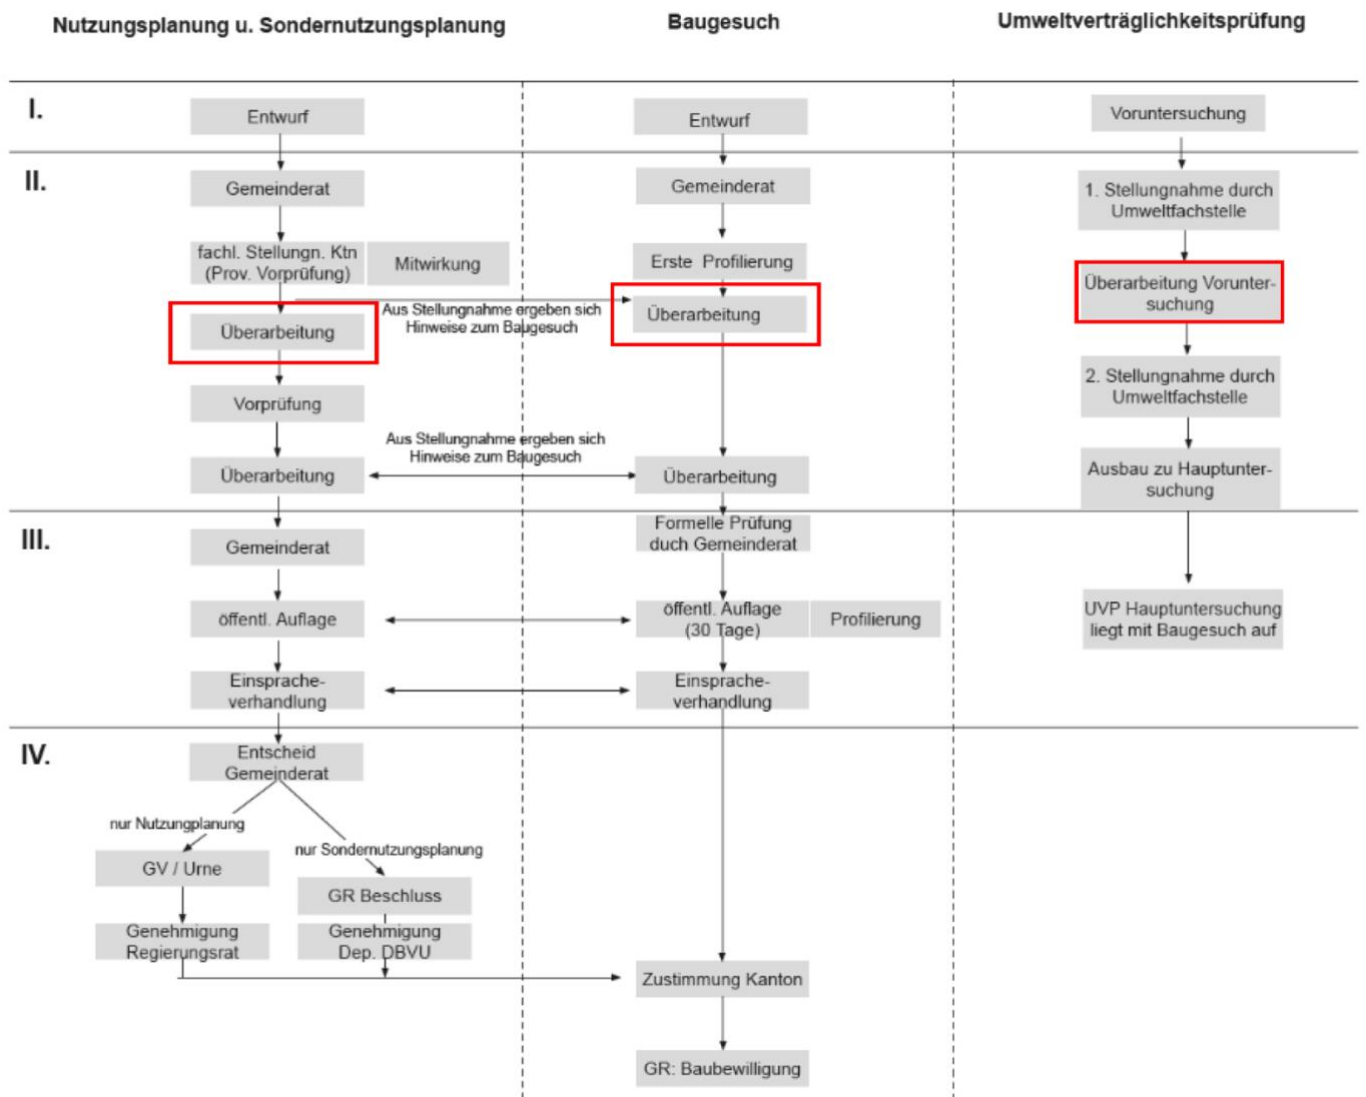 Nutzungsplanung u. Sondernutzungsplanung
Baugesuch
Umweltverträglichkeitsprüfung
I.
Entwurf
Entwurf
Voruntersuchung
II.
Gemeinderat
Gemeinderat
1. Stellungnahme durch
Umweltfachstelle
fachl. Stellungn. Ktn
(Prov. Vorprüfung)
Mitwirkung
Erste Profilierung
Überarbeitung Vorunter-
suchung
Aus Stellungnahme ergeben sich
Hinweise zum Baugesuch
Überarbeitung
Überarbeitung
Vorprüfung
2. Stellungnahme durch
Umweltfachstelle
Aus Stellungnahme ergeben sich
Hinweise zum Baugesuch
Überarbeitung
Überarbeitung
Ausbau zu Hauptunter-
suchung
III.
Gemeinderat
Formelle Prüfung
duch Gemeinderat
öffentl. Auflage
öffentl. Auflage
(30 Tage)
Profilierung
UVP Hauptuntersuchung
liegt mit Baugesuch auf
Einsprache-
verhandlung
Einsprache-
verhandlung
IV.
Entscheid
Gemeinderat
nur Nutzungplanung
nur Sondernutzungsplanung
GV / Urne
GR Beschluss
Genehmigung
Regierungsrat
Genehmigung
Dep. DBVU
Zustimmung Kanton
GR: Baubewilligung